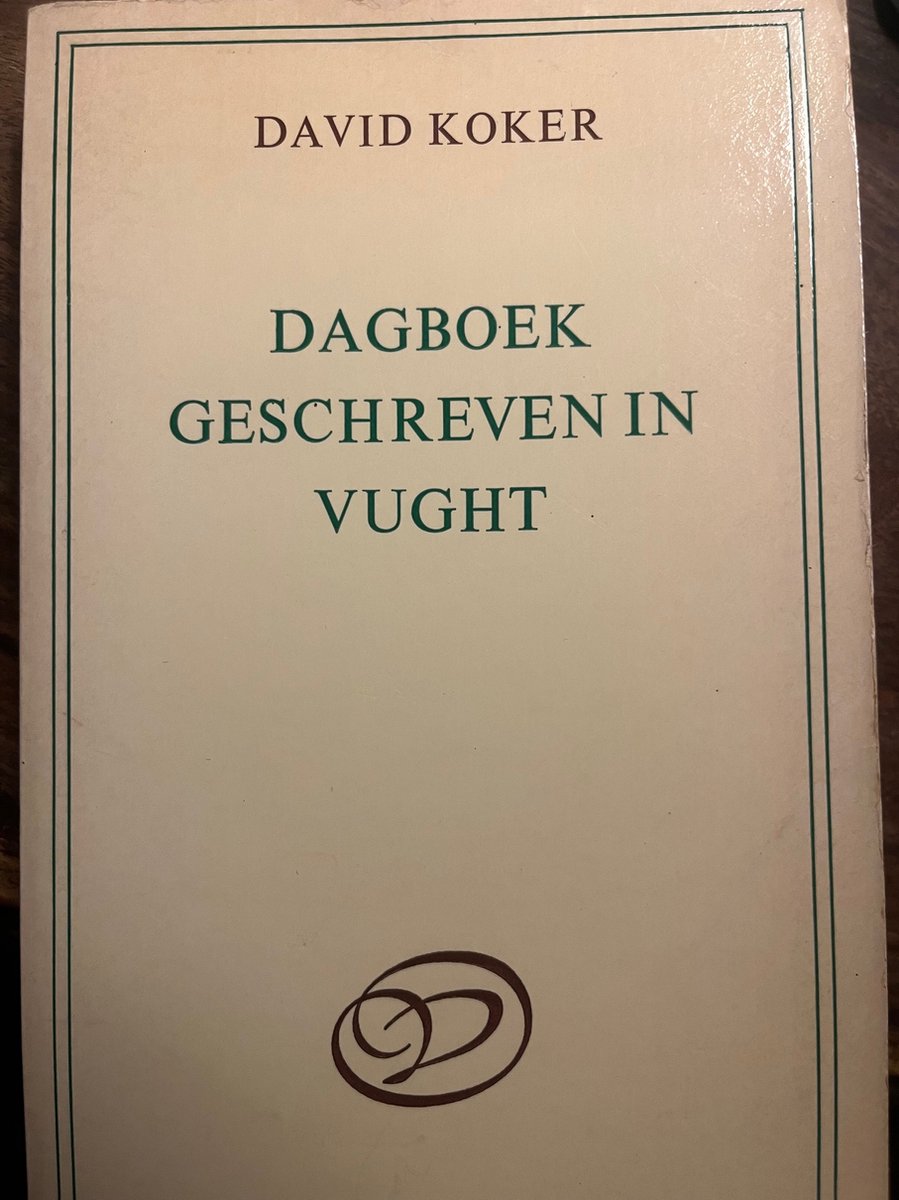 DAVID KOKER
DAGBOEK
GESCHREVEN IN
VUGHT